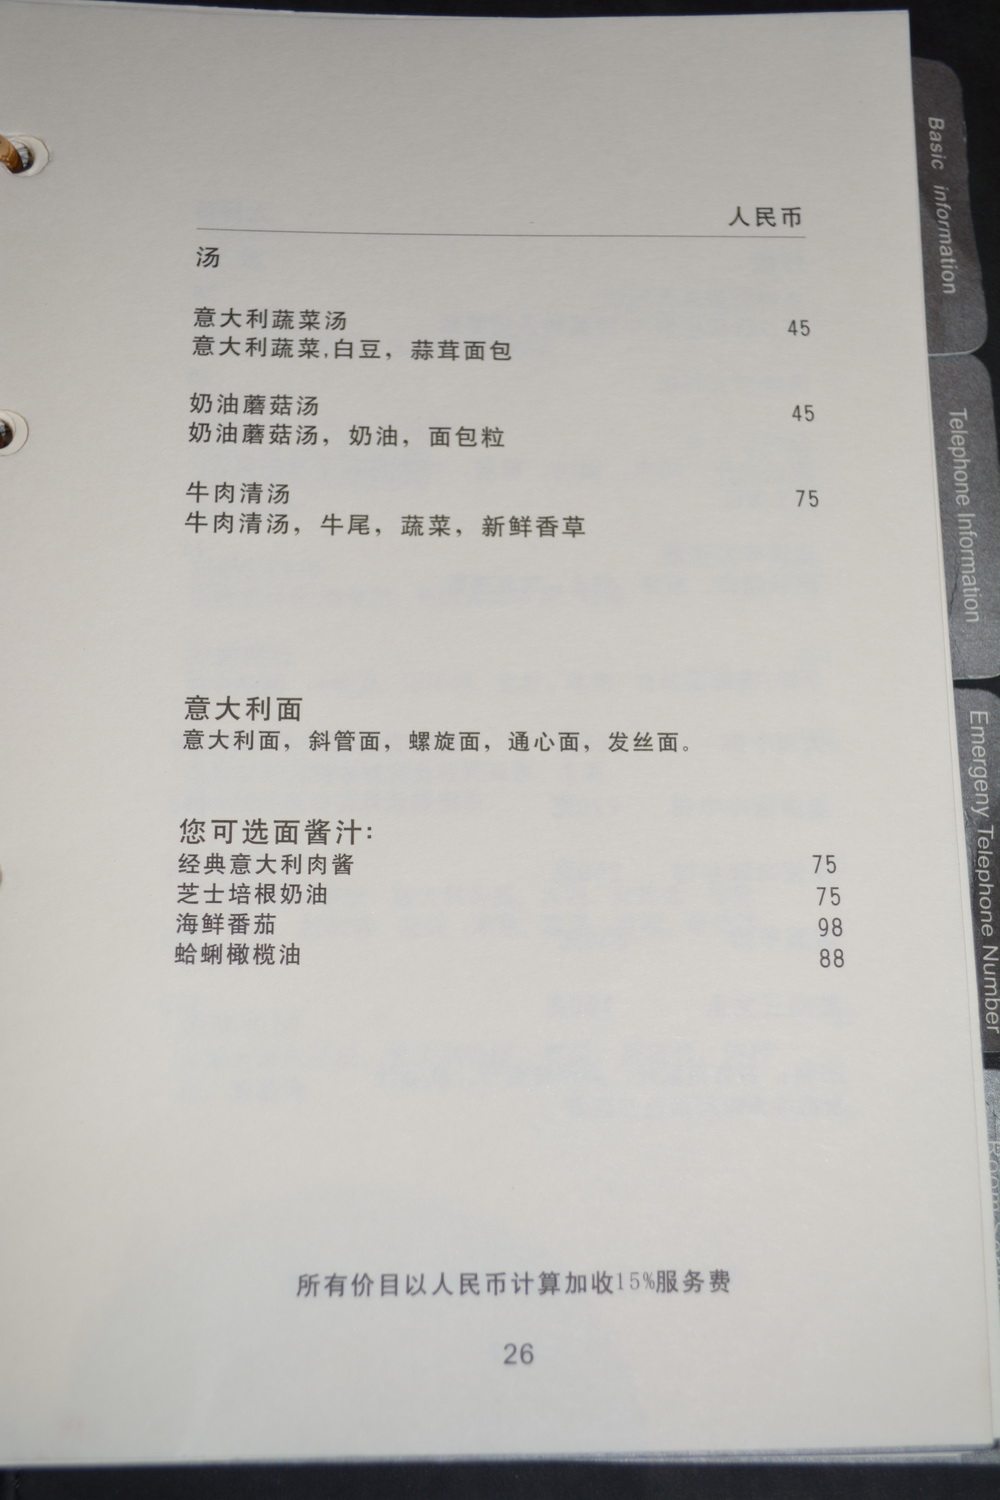 人民币
汤
意大利蔬菜汤 45
意大利蔬菜,白豆，蒜茸面包
奶油蘑菇汤 45
奶油蘑菇汤，奶油，面包粒
牛肉清汤 75
牛肉清汤，牛尾，蔬菜，新鲜香草
意大利面
意大利面，斜管面，螺旋面，通心面，发丝面。
您可选面酱汁:
经典意大利肉酱 75
芝士培根奶油 75
海鲜番茄 98
蛤蜊橄榄油 88
所有价目以人民币计算加收15%服务费
26
Basic information
Telephone Information
Emergeny Telephone Number